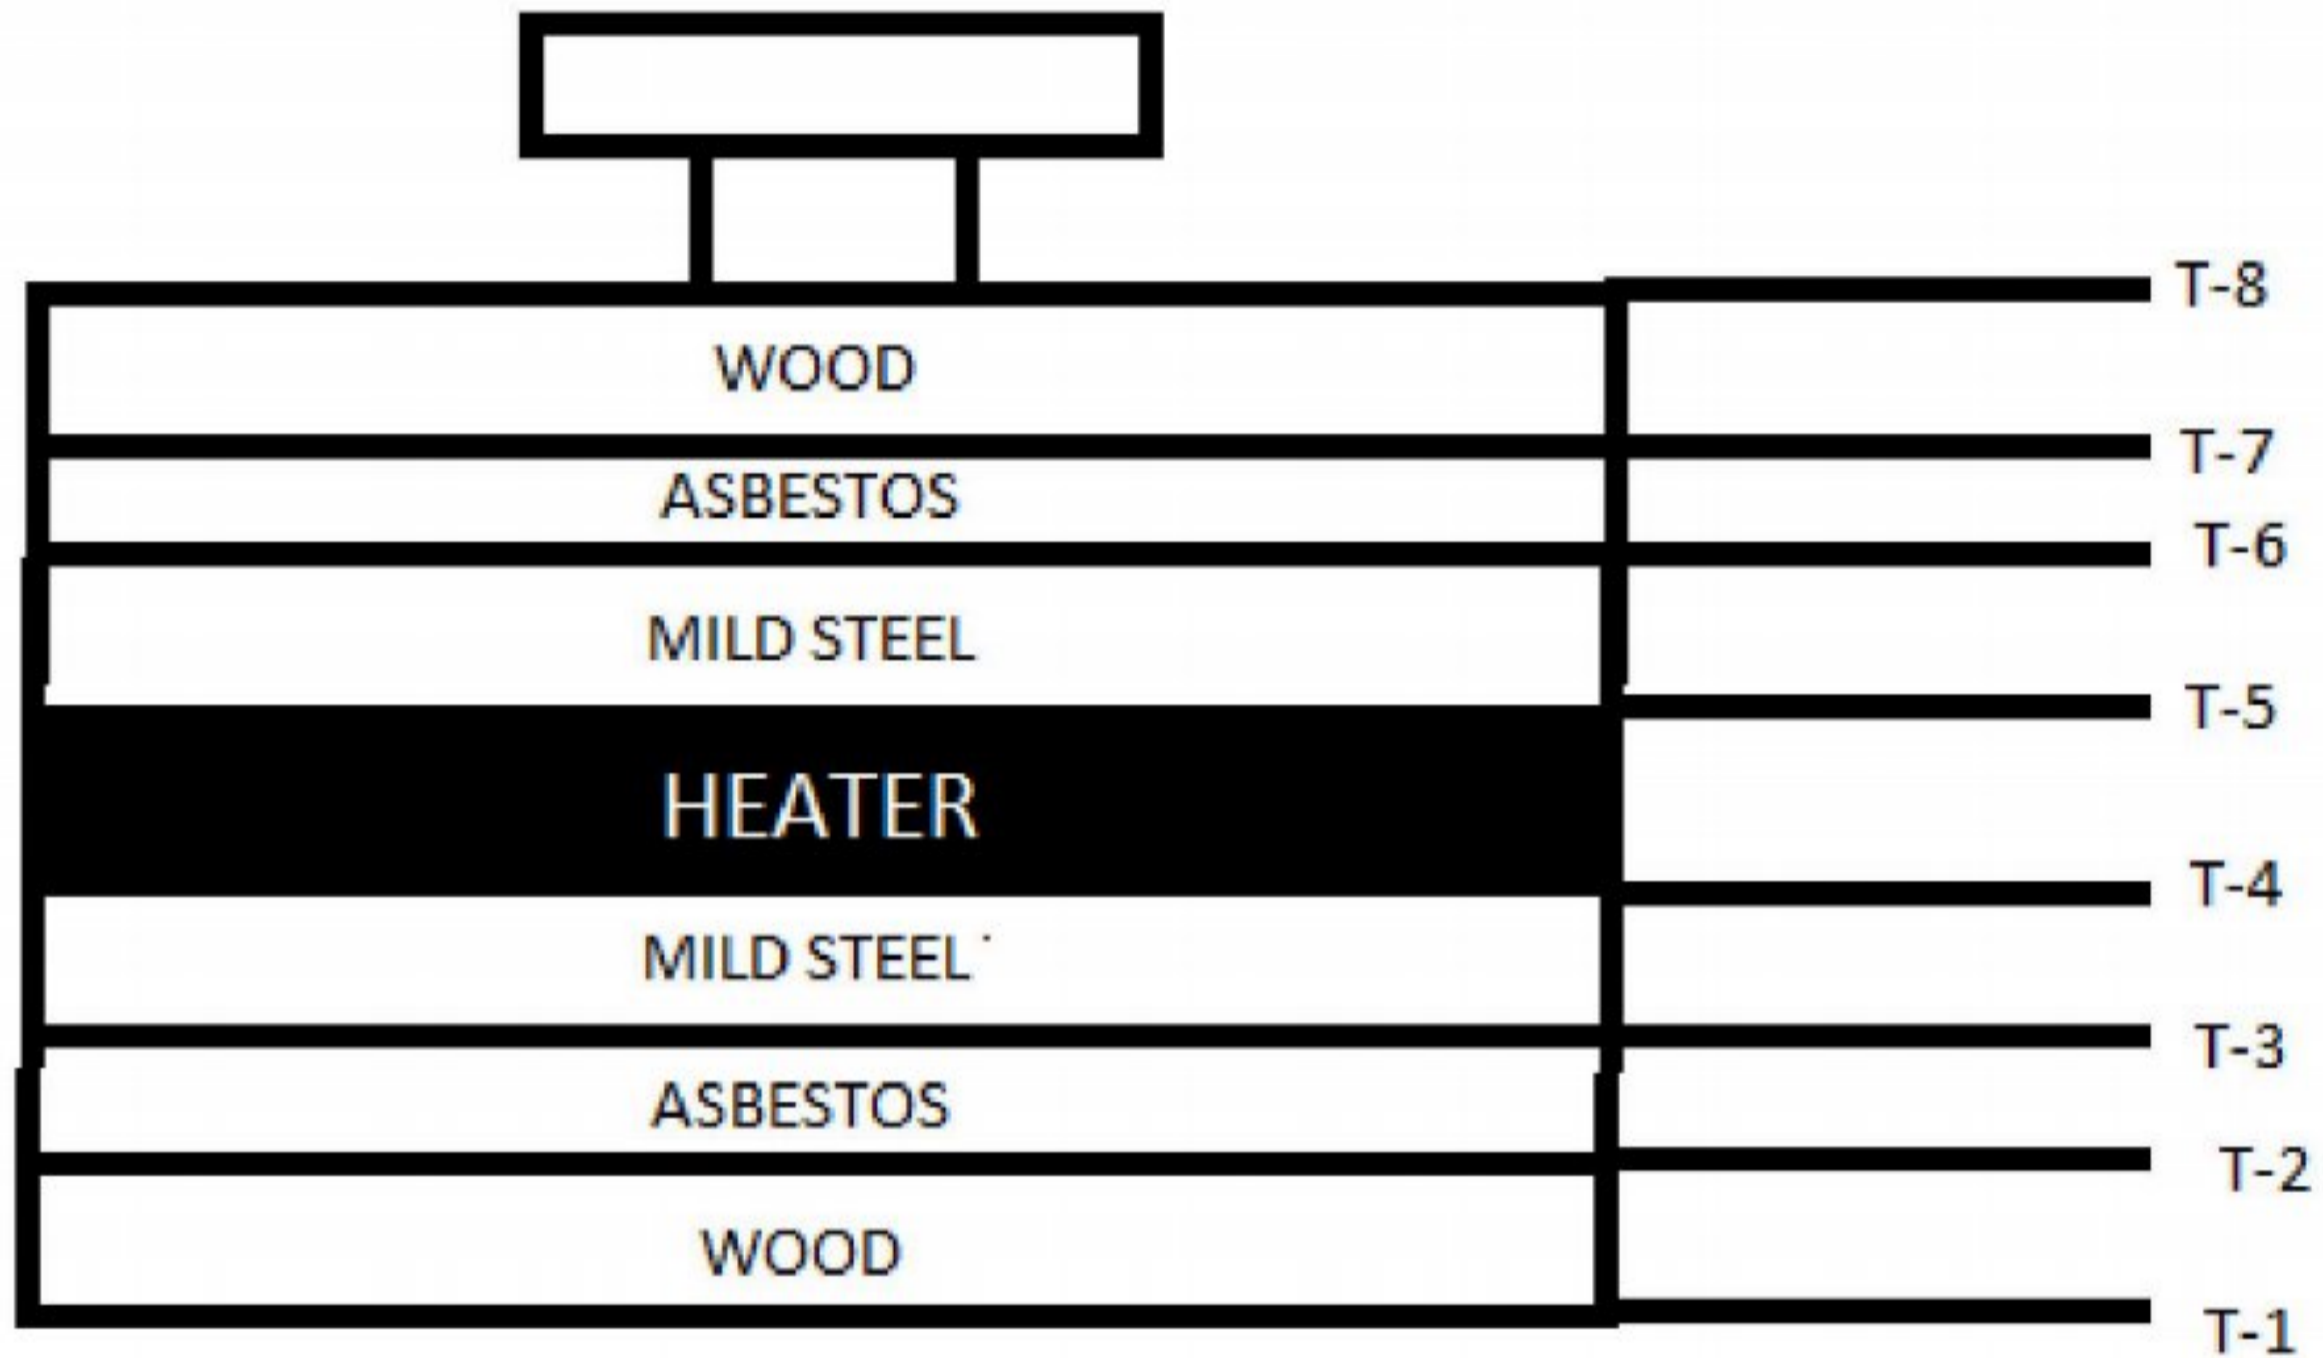 T-8
WOOD
T-7
ASBESTOS
T-6
MILD STEEL
T-5
HEATER
T-4
MILD STEEL
T-3
ASBESTOS
T-2
WOOD
T-1